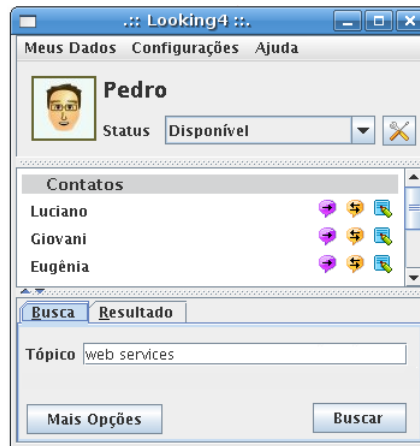 .:: Looking4 ::.
Meus Dados Configurações Ajuda
Pedro
Status Disponível
Contatos
Luciano
Giovani
Eugênia
Busca Resultado
Tópico web services
Mais Opções Buscar